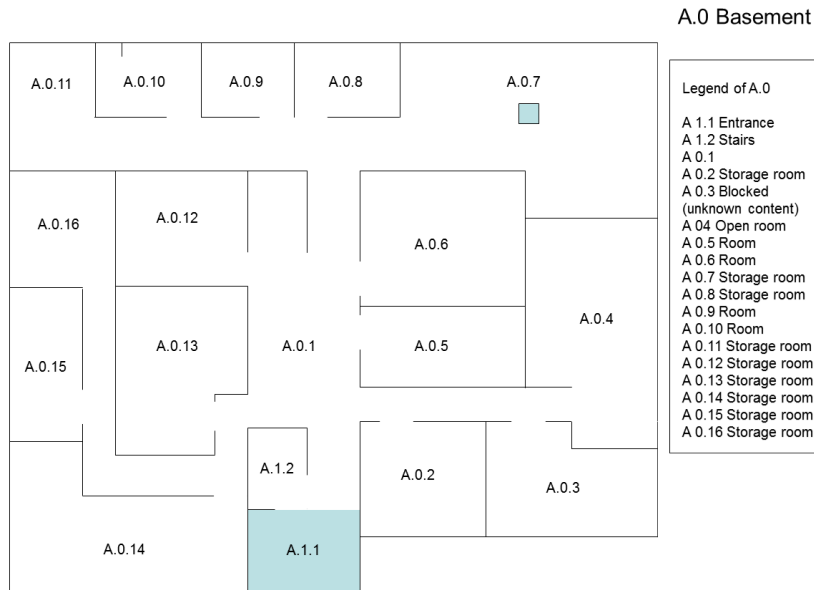 A.0 Basement
A.0.11
A.0.10
A.0.9
A.0.8
A.0.7
A.0.16
A.0.12
A.0.6
A.0.15
A.0.13
A.0.1
A.0.5
A.0.4
A.1.2
A.0.2
A.0.3
A.0.14
A.1.1
Legend of A.0
A 1.1 Entrance
A 1.2 Stairs
A 0.1
A 0.2 Storage room
A 0.3 Blocked
(unknown content)
A 04 Open room
A 0.5 Room
A 0.6 Room
A 0.7 Storage room
A 0.8 Storage room
A 0.9 Room
A 0.10 Room
A 0.11 Storage room
A 0.12 Storage room
A 0.13 Storage room
A 0.14 Storage room
A 0.15 Storage room
A 0.16 Storage room